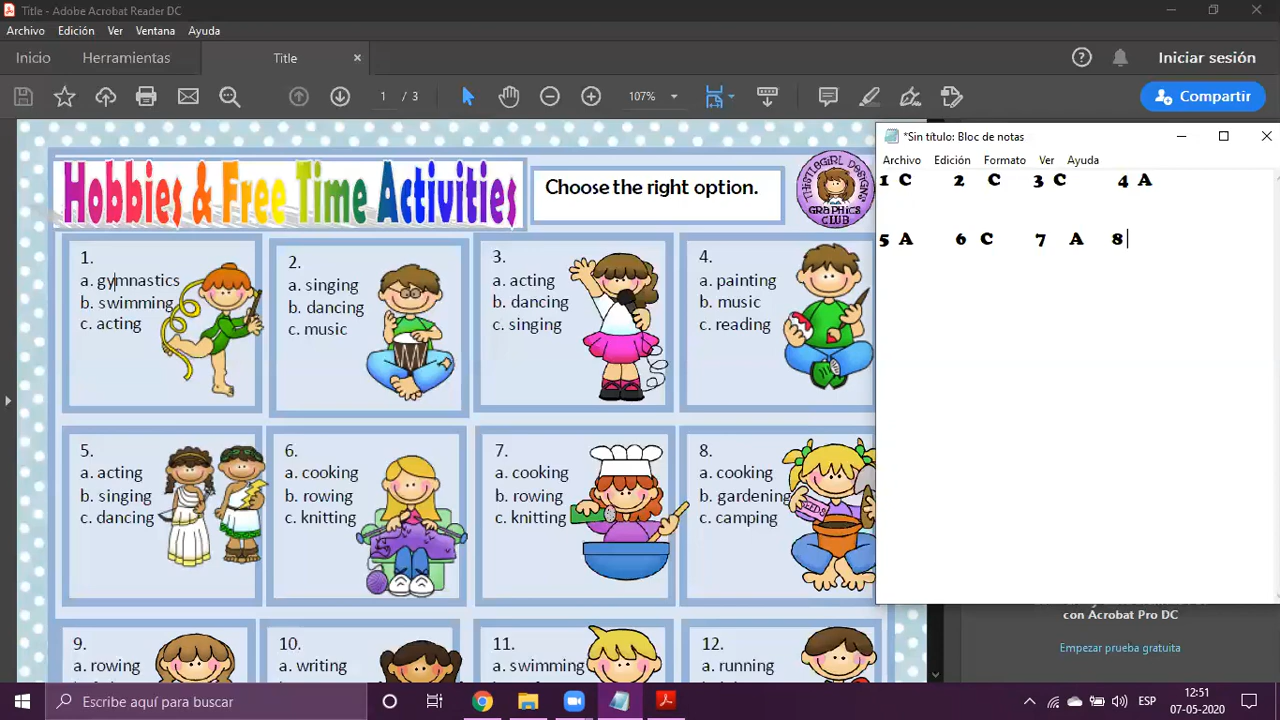 Title - Adobe Acrobat Reader DC
Archivo Edición Ver Ventana Ayuda
Inicio Herramientas Title × Iniciar sesión
1 / 3 107% Compartir
Hobbies & Free Time Activities
Choose the right option.
THISTLEGIRL DESIGNS
GRAPHICS
CLUB
1.
a. gymnastics
b. swimming
c. acting
2.
a. singing
b. dancing
c. music
3.
a. acting
b. dancing
c. singing
4.
a. painting
b. music
c. reading
5.
a. acting
b. singing
c. dancing
6.
a. cooking
b. rowing
c. knitting
7.
a. cooking
b. rowing
c. knitting
8.
a. cooking
b. gardening
c. camping
SEEDS
9.
a. rowing
10.
a. writing
11.
a. swimming
12.
a. running
*Sin título: Bloc de notas
Archivo Edición Formato Ver Ayuda
1 C 2 C 3 C 4 A
5 A 6 C 7 A 8
con Acrobat Pro DC
Empezar prueba gratuita
Escribe aquí para buscar
ESP
12:51
07-05-2020